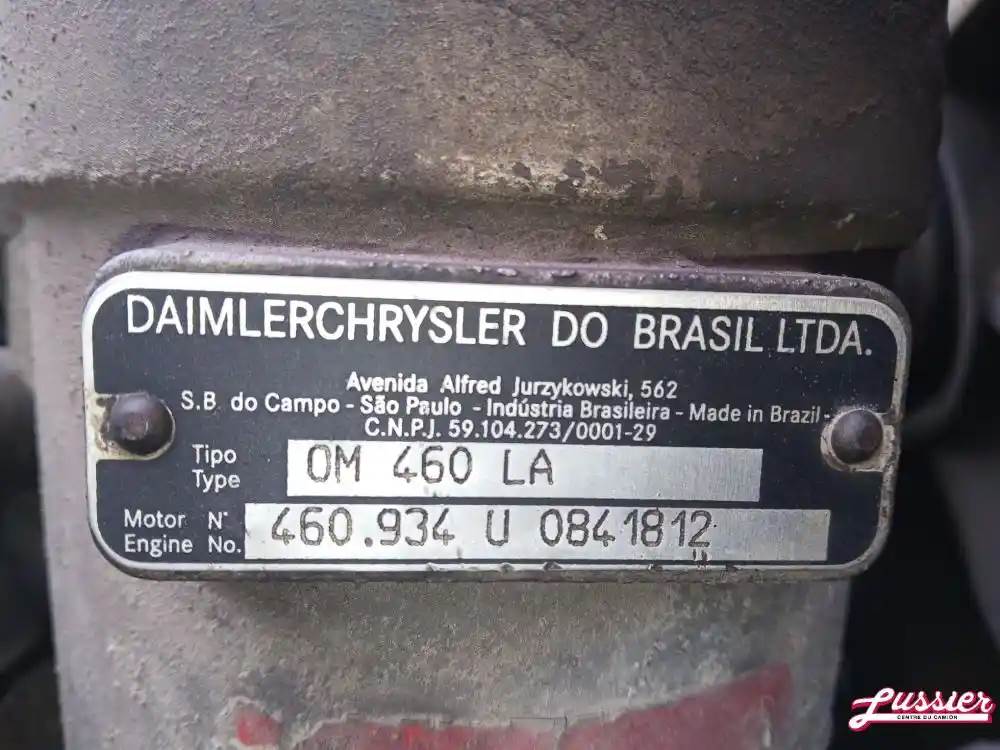 DAIMLERCHRYSLER DO BRASIL LTDA.
Avenida Alfred Jurzykowski, 562
S.B. do Campo - São Paulo - Indústria Brasileira - Made in Brazil -
C.N.P.J. 59.104.273/0001-29
Tipo
Type
OM 460 LA
Motor N°
Engine No.
460.934 U 0841812
Lussier
CENTRE DU CAMION